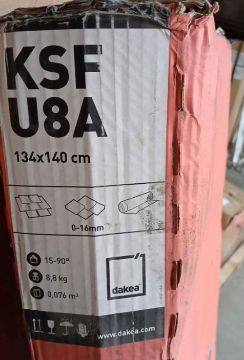 KSF
U8A
134x140 cm
0-16mm
15-90°
8,8 kg
0,076 m³
dakea
www.dakea.com